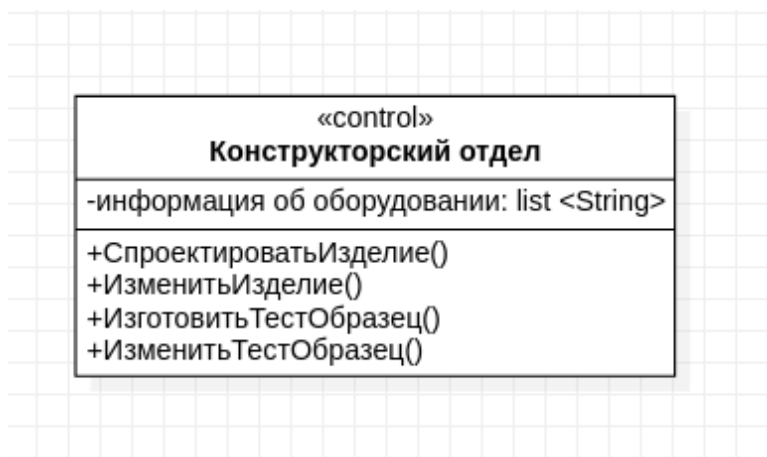 «control»
Конструкторский отдел
-информация об оборудовании: list <String>
+СпроектироватьИзделие()
+ИзменитьИзделие()
+ИзготовитьТестОбразец()
+ИзменитьТестОбразец()